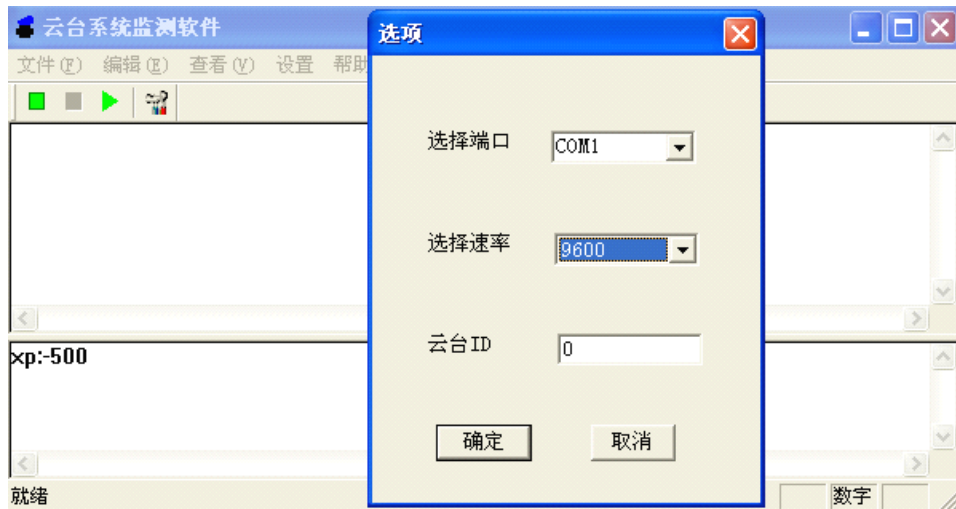 云台系统监测软件
文件(F) 编辑(E) 查看(V) 设置 帮助
xp:-500
就绪
数字
选项
选择端口 COM1
选择速率 9600
云台ID 0
确定 取消